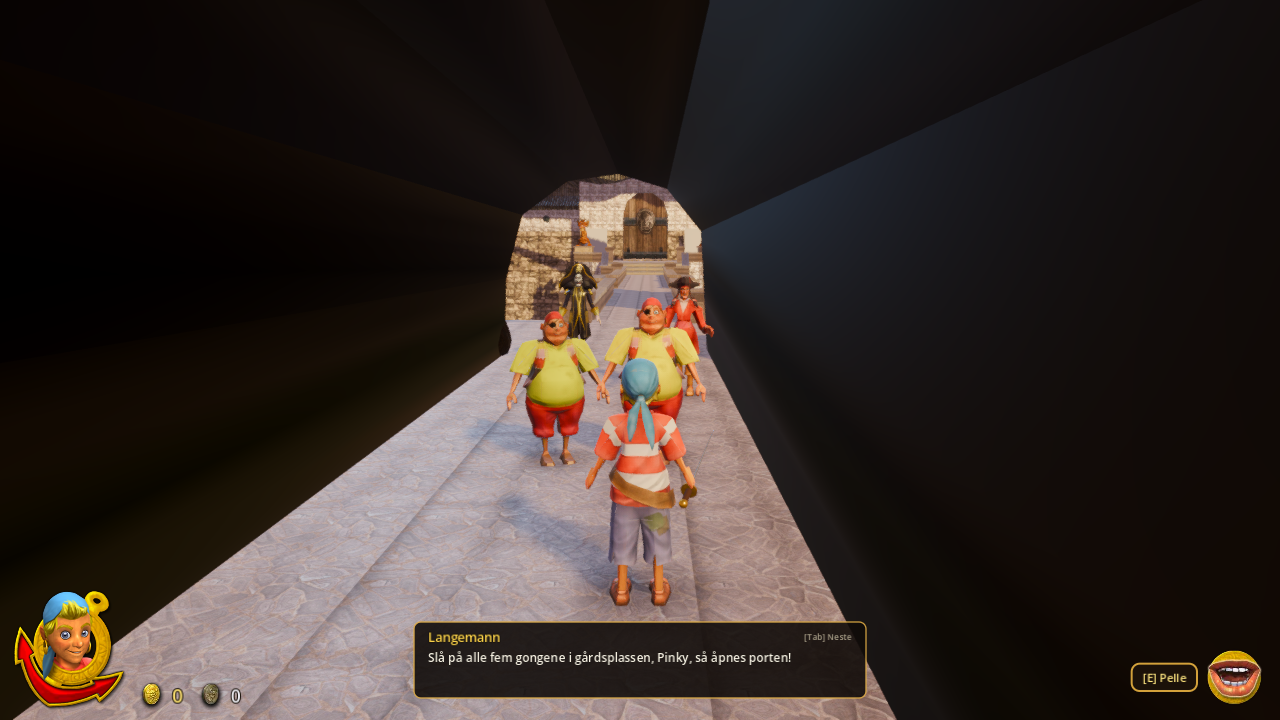 Langemann
[Tab] Neste
Slå på alle fem gongene i gårdsplassen, Pinky, så åpnes porten!
0
0
[E] Pelle